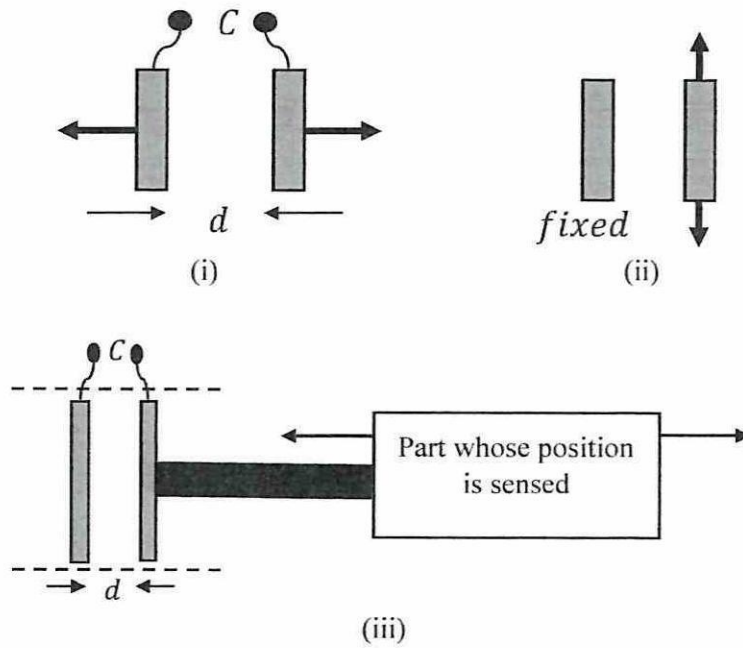 C
d
(i)
fixed
(ii)
C
Part whose position
is sensed
d
(iii)